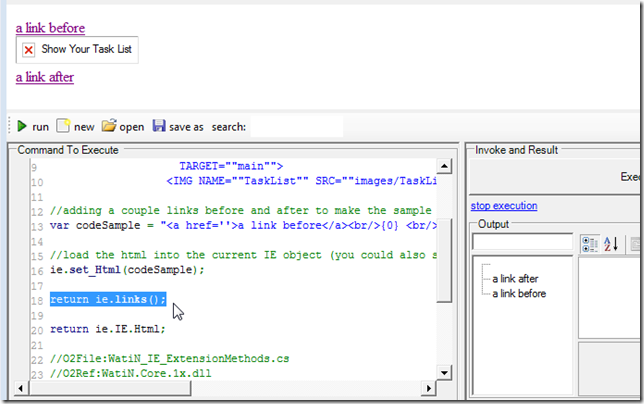 a link before
Show Your Task List
a link after
run new open save as search:
Command To Execute
9 TARGET=""main"">
10 <IMG NAME=""TaskList"" SRC=""images/TaskLi
11
12 //adding a couple links before and after to make the sample
13 var codeSample = "<a href=''>a link before</a><br/>{0} <br/>
14
15 //load the html into the current IE object (you could also s
16 ie.set_Html(codeSample);
17
18 return ie.links();
19
20 return ie.IE.Html;
21
22 //O2File:WatiN_IE_ExtensionMethods.cs
23 //O2Ref:WatiN.Core.1x.dll
Invoke and Result
Exec
stop execution
Output
a link after
a link before